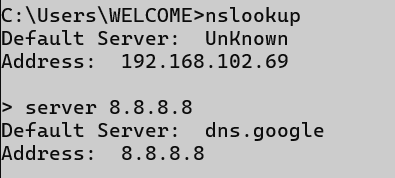 C:\Users\WELCOME>nslookup
Default Server:  UnKnown
Address:  192.168.102.69

> server 8.8.8.8
Default Server:  dns.google
Address:  8.8.8.8